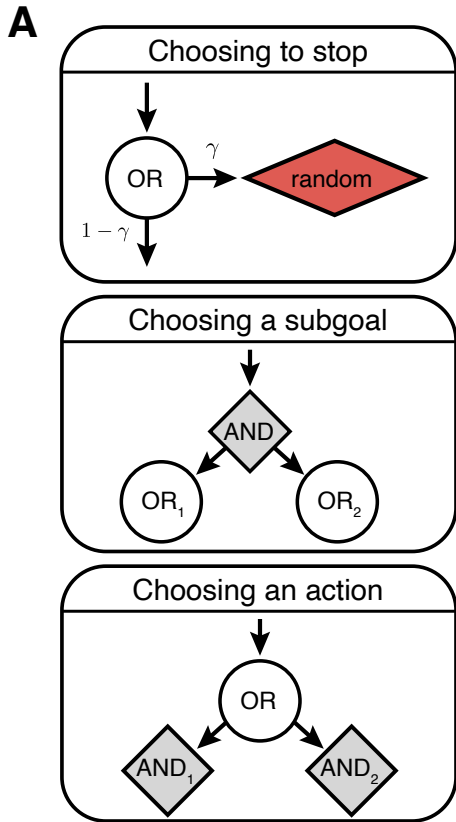 A
Choosing to stop
OR
γ
random
1 − γ
Choosing a subgoal
AND
OR₁
OR₂
Choosing an action
OR
AND₁
AND₂